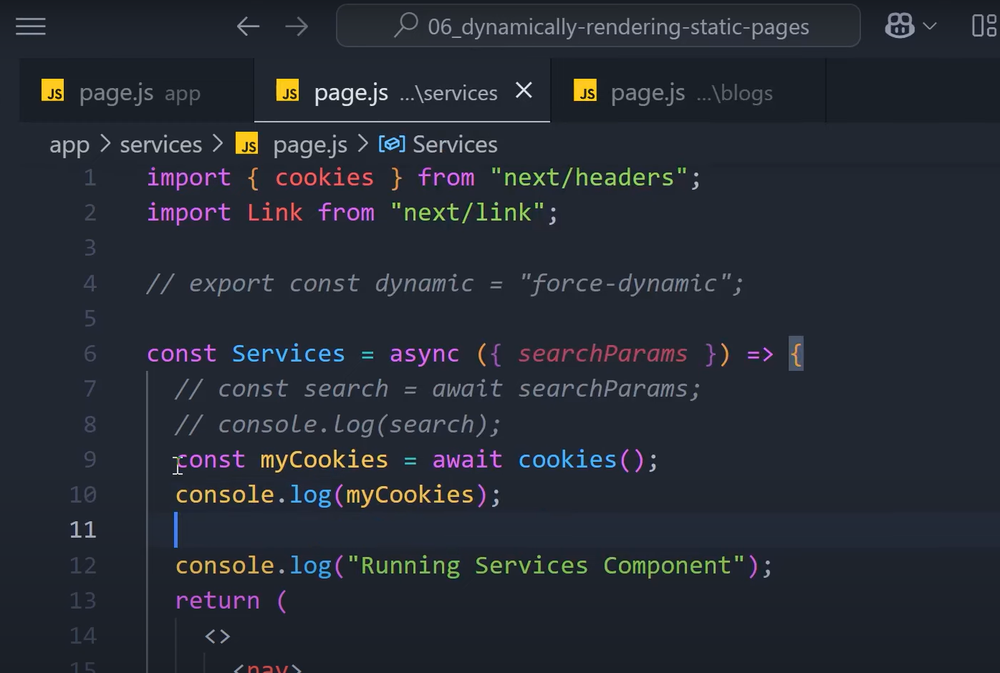 06_dynamically-rendering-static-pages
JS page.js app JS page.js ...\services JS page.js ...\blogs
app > services > JS page.js > Services
1 import { cookies } from "next/headers";
2 import Link from "next/link";
3
4 // export const dynamic = "force-dynamic";
5
6 const Services = async ({ searchParams }) => {
7 // const search = await searchParams;
8 // console.log(search);
9 const myCookies = await cookies();
10 console.log(myCookies);
11
12 console.log("Running Services Component");
13 return (
14 <>
15 <nav>